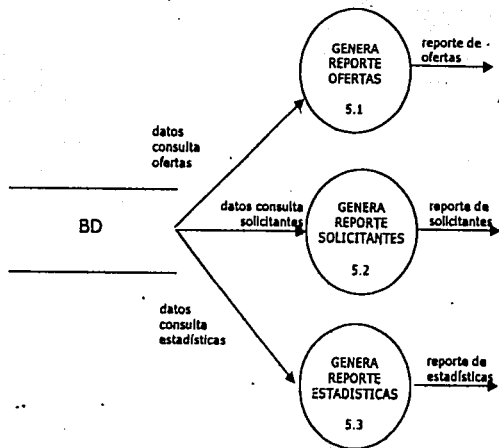 GENERA
REPORTE
OFERTAS
5.1
reporte de
ofertas
datos
consulta
ofertas
BD
datos consulta
solicitantes
GENERA
REPORTE
SOLICITANTES
5.2
reporte de
solicitantes
datos
consulta
estadísticas
GENERA
REPORTE
ESTADISTICAS
5.3
reporte de
estadísticas